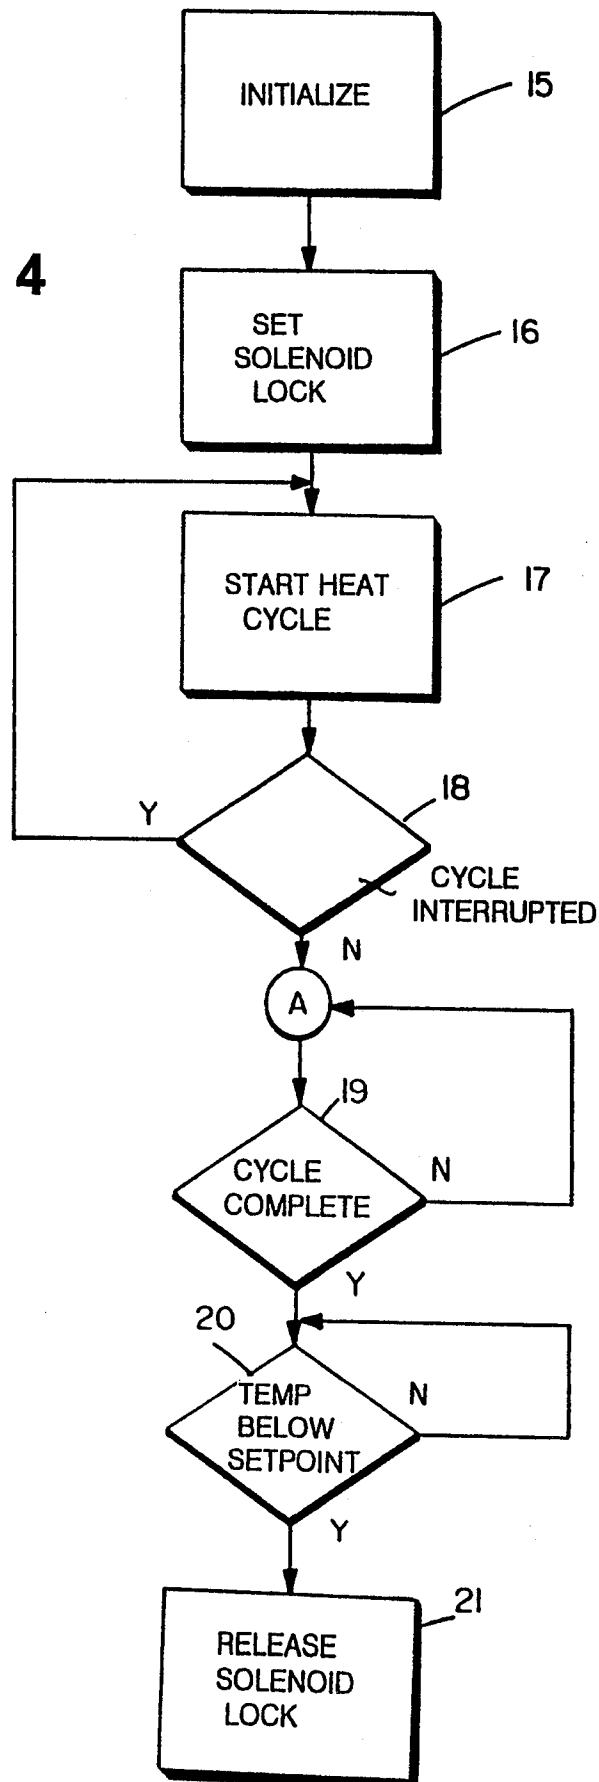 INITIALIZE
15
4
SET
SOLENOID
LOCK
16
START HEAT
CYCLE
17
18
Y
CYCLE
INTERRUPTED
N
A
19
CYCLE
COMPLETE
N
Y
20
TEMP
BELOW
SETPOINT
N
Y
21
RELEASE
SOLENOID
LOCK